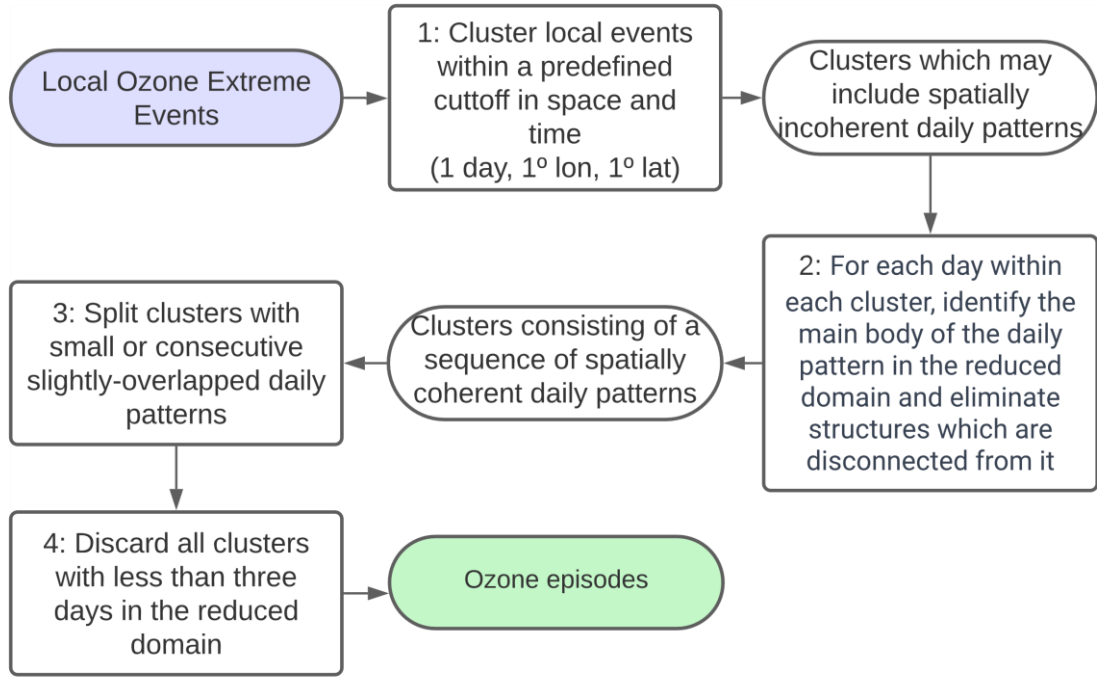 Local Ozone Extreme
Events
1: Cluster local events
within a predefined
cuttoff in space and
time
(1 day, 1º lon, 1º lat)
Clusters which may
include spatially
incoherent daily patterns
2: For each day within
each cluster, identify the
main body of the daily
pattern in the reduced
domain and eliminate
structures which are
disconnected from it
Clusters consisting of a
sequence of spatially
coherent daily patterns
3: Split clusters with
small or consecutive
slightly-overlapped daily
patterns
4: Discard all clusters
with less than three
days in the reduced
domain
Ozone episodes